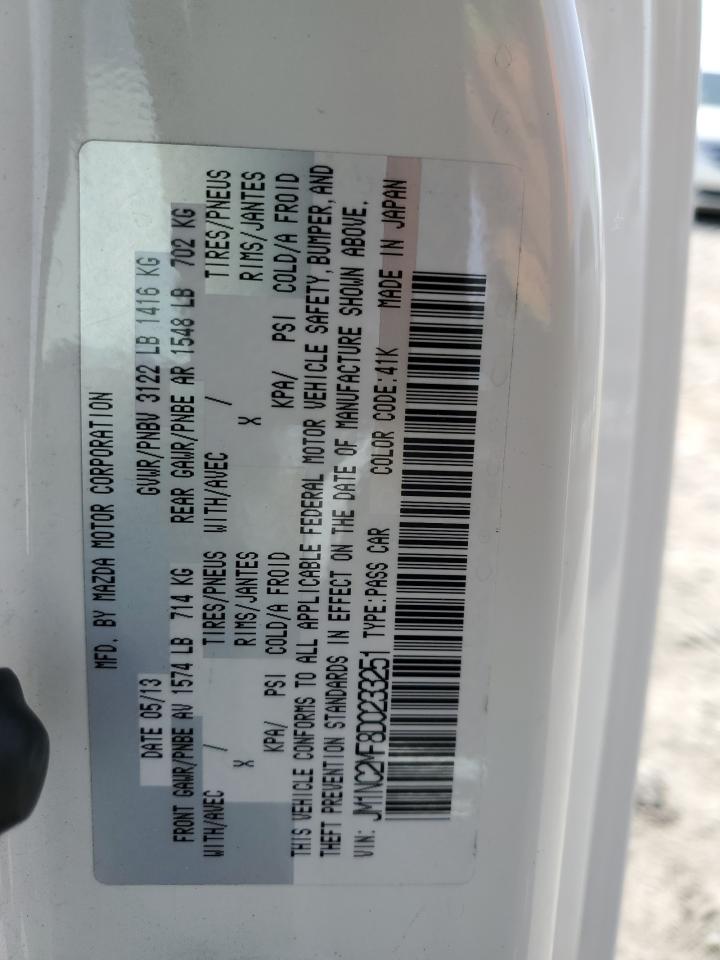 MFD. BY MAZDA MOTOR CORPORATION
DATE 05/13 GVWR/PNBV 3122 LB 1416 KG
FRONT GAWR/PNBE AV 1574 LB 714 KG REAR GAWR/PNBE AR 1548 LB 702 KG
WITH/AVEC / TIRES/PNEUS WITH/AVEC / TIRES/PNEUS
X RIMS/JANTES X RIMS/JANTES
KPA/ PSI COLD/A FROID KPA/ PSI COLD/A FROID
THIS VEHICLE CONFORMS TO ALL APPLICABLE FEDERAL MOTOR VEHICLE SAFETY, BUMPER, AND
THEFT PREVENTION STANDARDS IN EFFECT ON THE DATE OF MANUFACTURE SHOWN ABOVE.
VIN: JM1NC2MF8D0233251 TYPE:PASS CAR COLOR CODE:41K MADE IN JAPAN